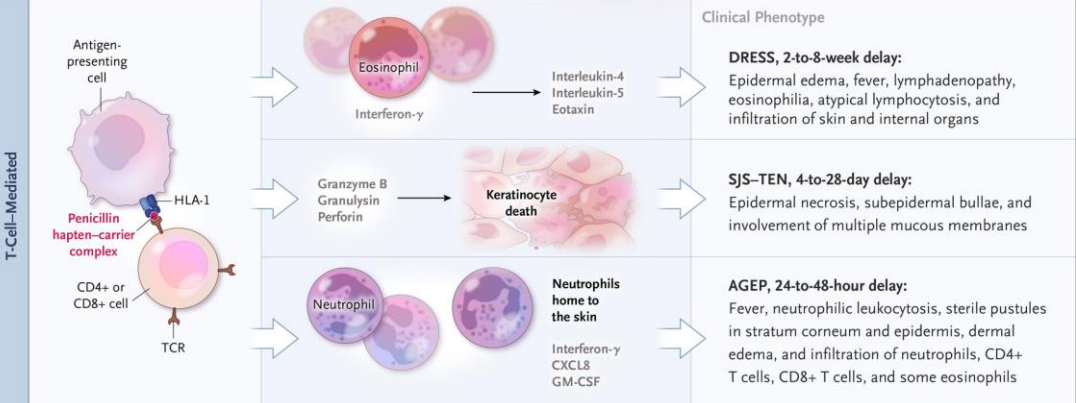 T-Cell–Mediated
Antigen-
presenting
cell
HLA-1
Penicillin
hapten–carrier
complex
CD4+ or
CD8+ cell
TCR
Eosinophil
Interferon-γ
Interleukin-4
Interleukin-5
Eotaxin
Clinical Phenotype
DRESS, 2-to-8-week delay:
Epidermal edema, fever, lymphadenopathy,
eosinophilia, atypical lymphocytosis, and
infiltration of skin and internal organs
Granzyme B
Granulysin
Perforin
Keratinocyte
death
SJS–TEN, 4-to-28-day delay:
Epidermal necrosis, subepidermal bullae, and
involvement of multiple mucous membranes
Neutrophil
Neutrophils
home to
the skin
Interferon-γ
CXCL8
GM-CSF
AGEP, 24-to-48-hour delay:
Fever, neutrophilic leukocytosis, sterile pustules
in stratum corneum and epidermis, dermal
edema, and infiltration of neutrophils, CD4+
T cells, CD8+ T cells, and some eosinophils